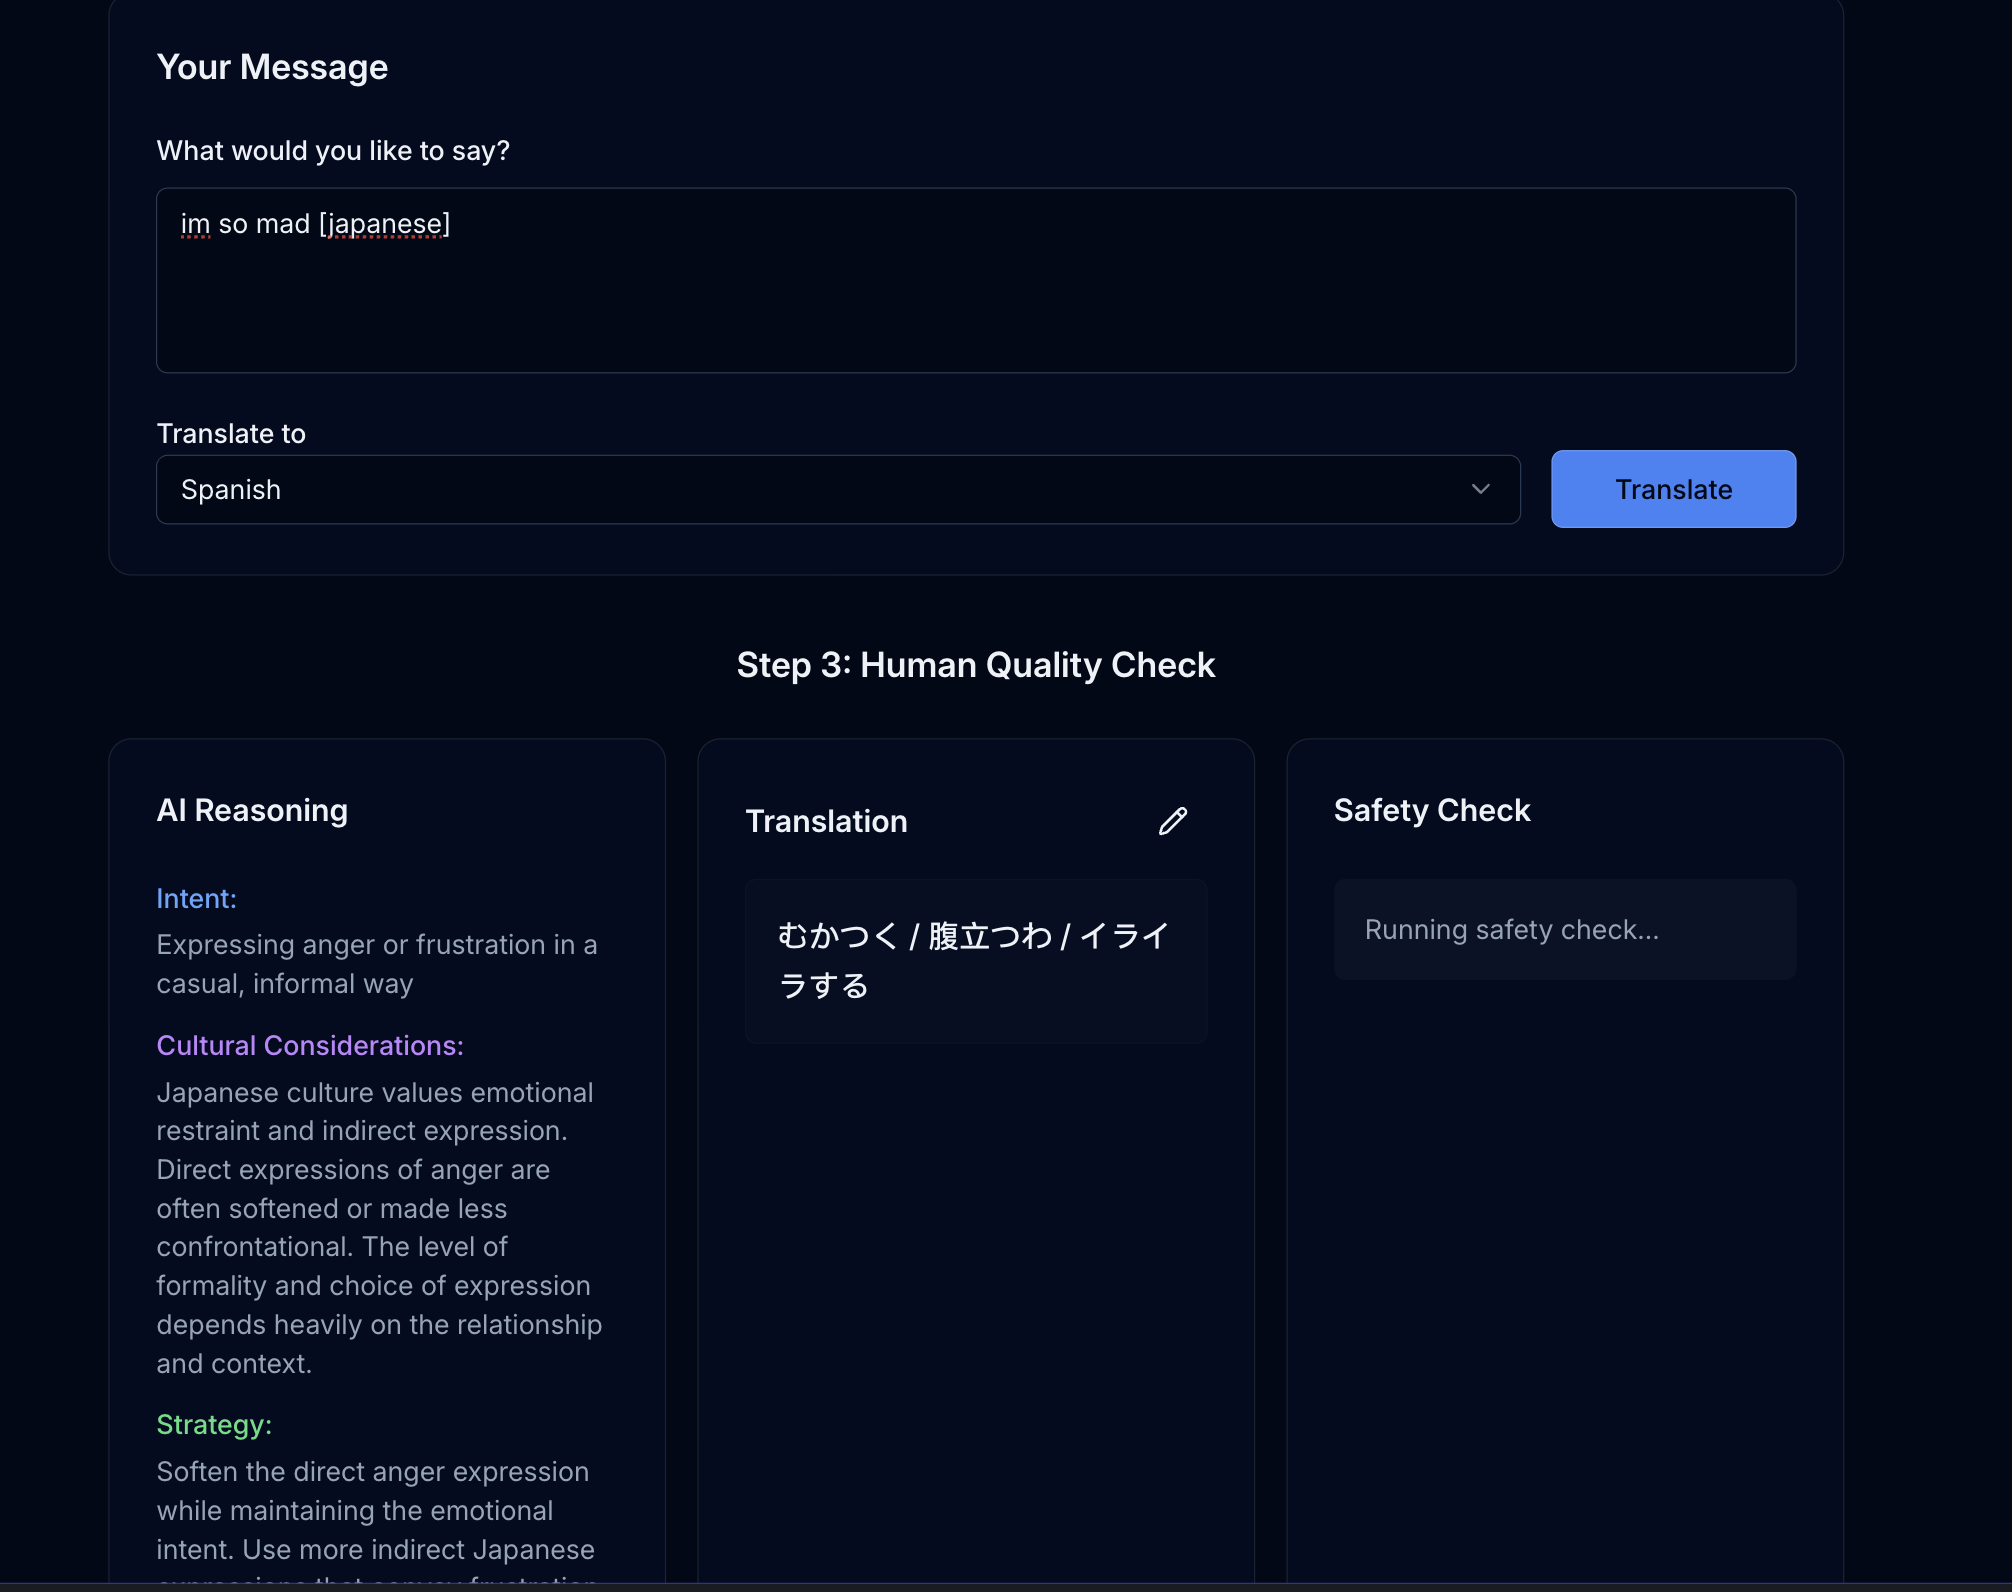 Your Message
What would you like to say?
im so mad [japanese]
Translate to
Spanish
Translate
Step 3: Human Quality Check
AI Reasoning
Intent:
Expressing anger or frustration in a
casual, informal way
Cultural Considerations:
Japanese culture values emotional
restraint and indirect expression.
Direct expressions of anger are
often softened or made less
confrontational. The level of
formality and choice of expression
depends heavily on the relationship
and context.
Strategy:
Soften the direct anger expression
while maintaining the emotional
intent. Use more indirect Japanese
expressions that convey frustration
Translation
むかつく / 腹立つわ / イライ
ラする
Safety Check
Running safety check...